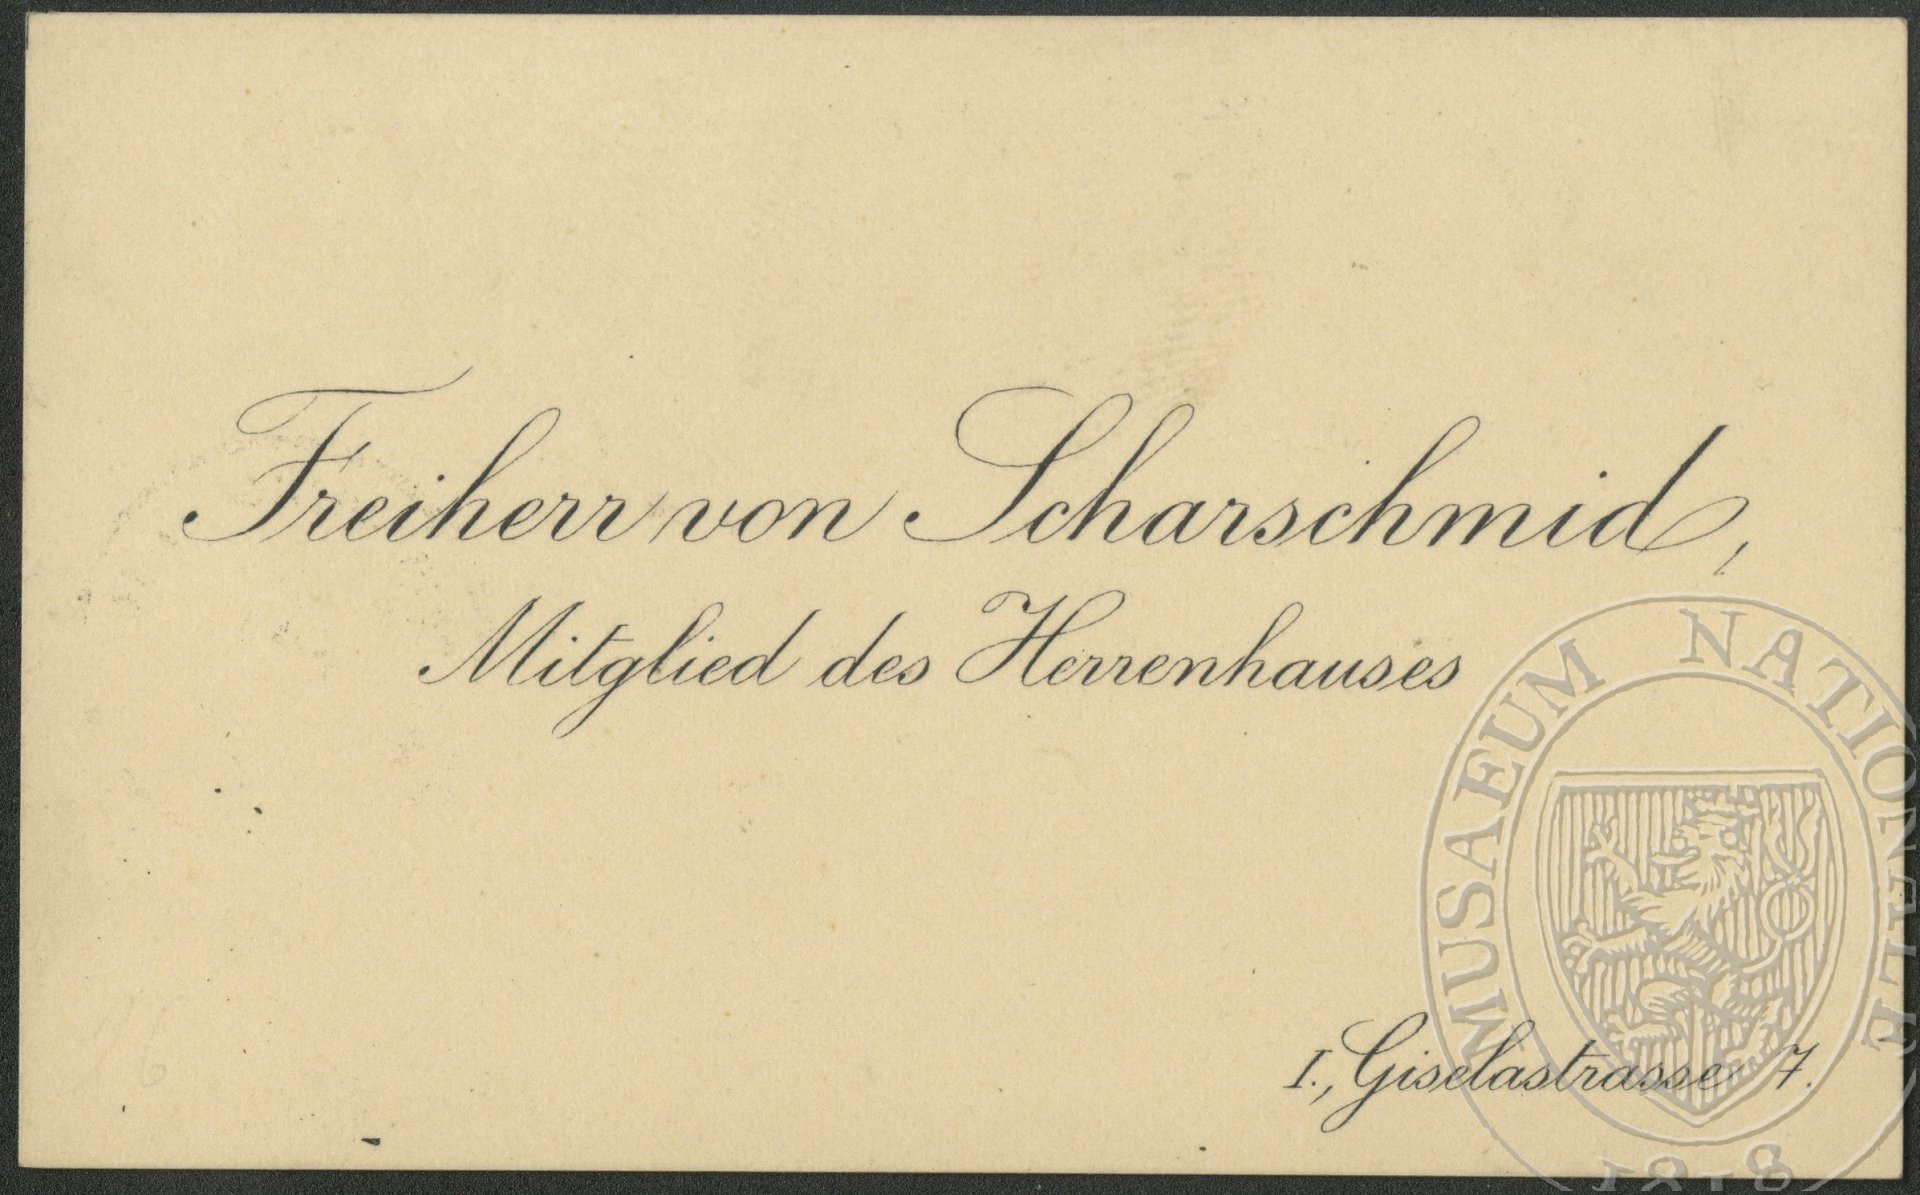 Freiherr von Scharschmid,
Mitglied des Herrenhauses
I., Giselastrasse 7.
MUSAEUM NATIONALE
1818